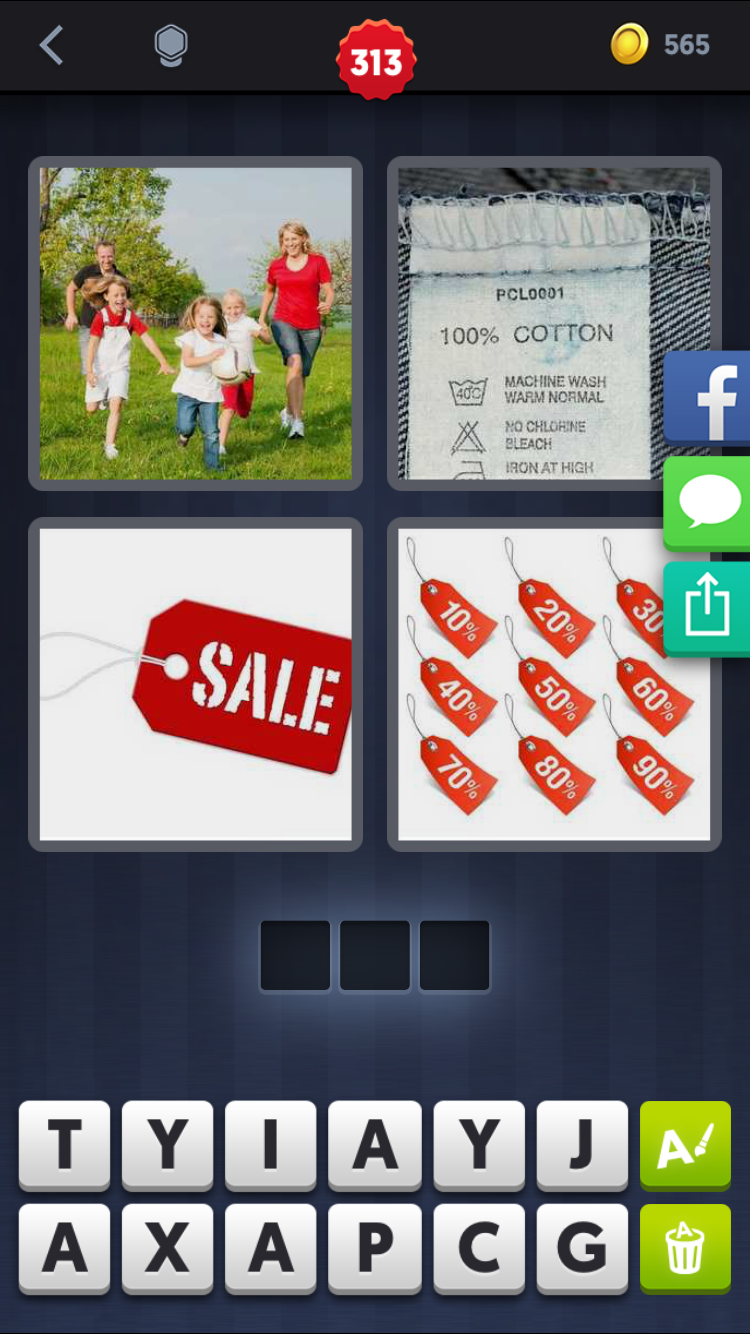 313
565
PCL0001
100% COTTON
40C
MACHINE WASH
WARM NORMAL
NO CHLORINE
BLEACH
IRON AT HIGH
f
SALE
10%
20%
30
40%
50%
60%
70%
80%
90%
T Y I A Y J A
A X A P C G A